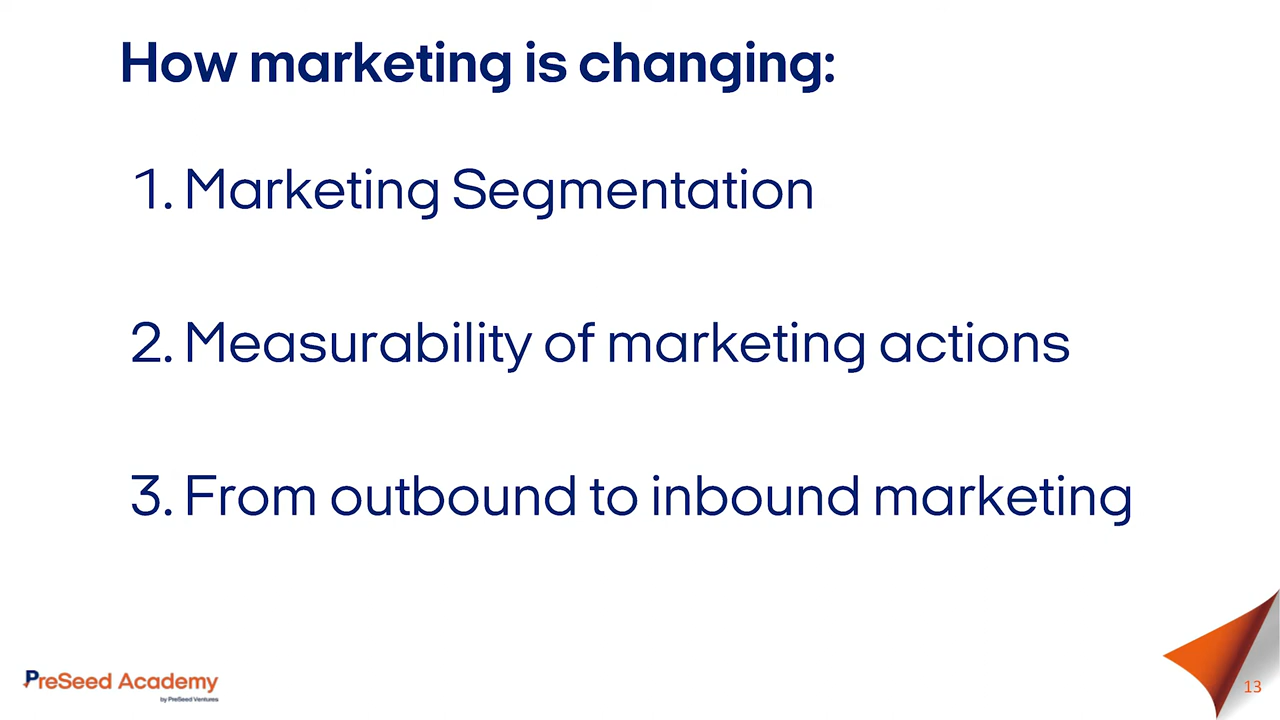 How marketing is changing:
1. Marketing Segmentation
2. Measurability of marketing actions
3. From outbound to inbound marketing
PreSeed Academy
by PreSeed Ventures
13